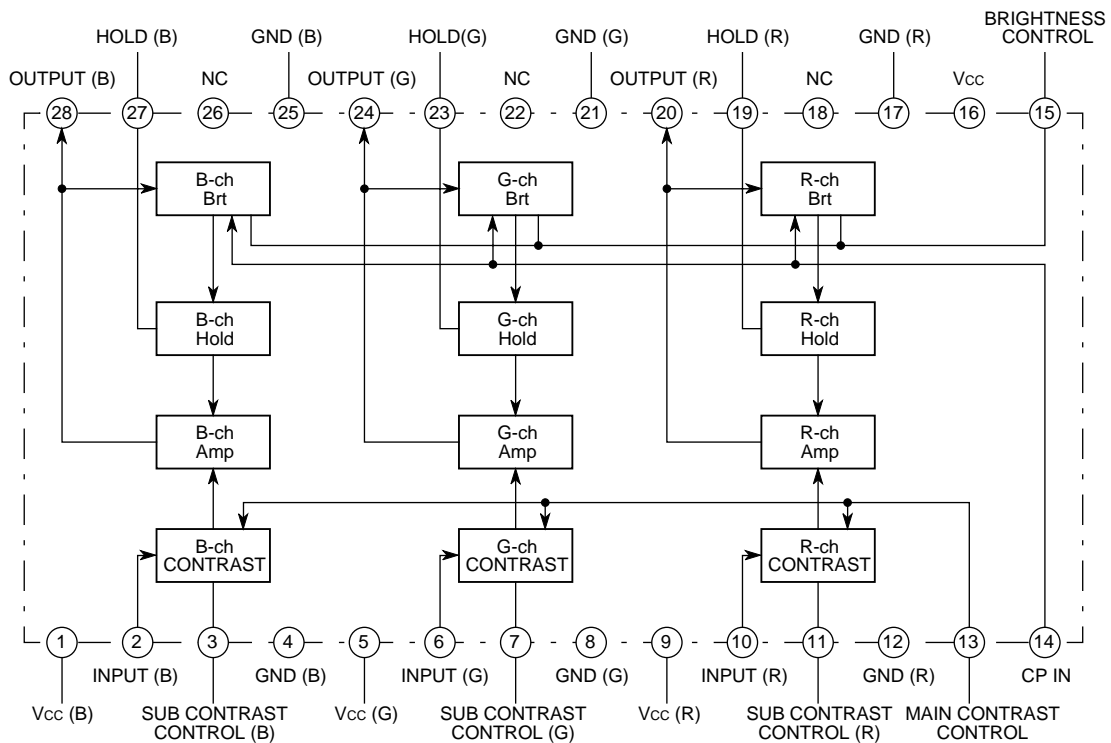 BRIGHTNESS
HOLD (B) GND (B) HOLD(G) GND (G) HOLD (R) GND (R) CONTROL
OUTPUT (B) NC OUTPUT (G) NC OUTPUT (R) NC Vcc
28 27 26 25 24 23 22 21 20 19 18 17 16 15
B-ch G-ch R-ch
Brt Brt Brt
B-ch G-ch R-ch
Hold Hold Hold
B-ch G-ch R-ch
Amp Amp Amp
B-ch G-ch R-ch
CONTRAST CONTRAST CONTRAST
1 2 3 4 5 6 7 8 9 10 11 12 13 14
INPUT (B) GND (B) INPUT (G) GND (G) INPUT (R) GND (R) CP IN
Vcc (B) SUB CONTRAST Vcc (G) SUB CONTRAST Vcc (R) SUB CONTRAST MAIN CONTRAST
CONTROL (B) CONTROL (G) CONTROL (R) CONTROL